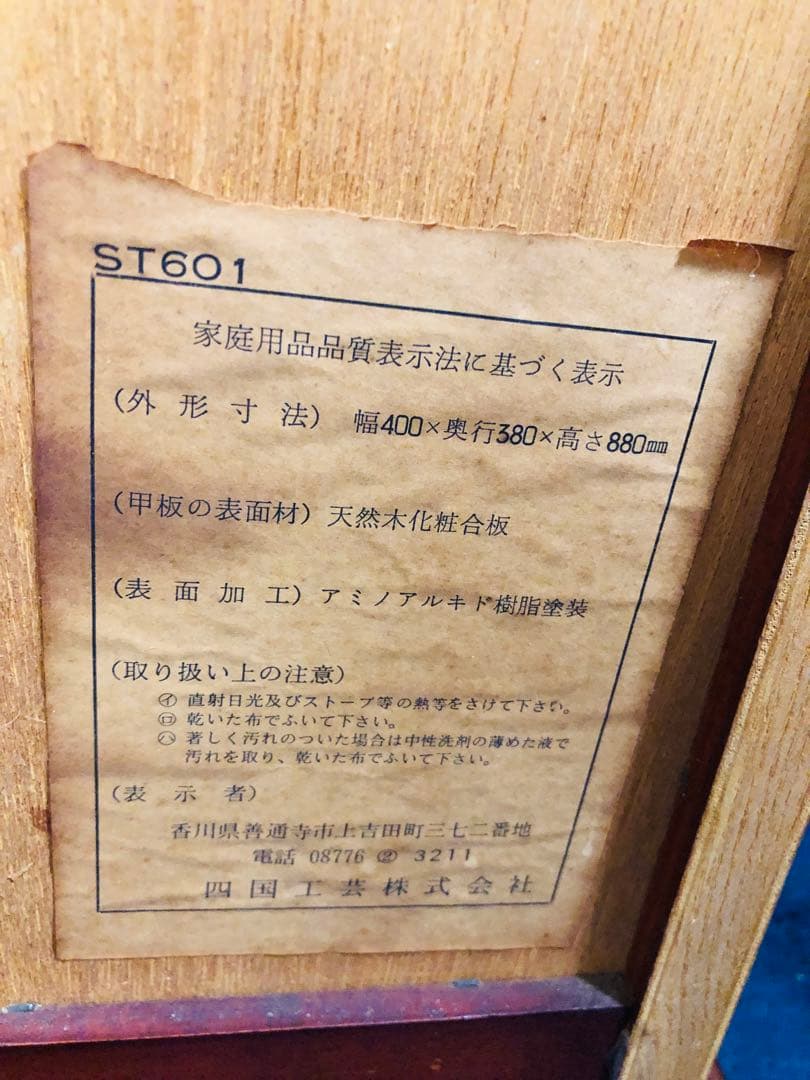 ST601
家庭用品品質表示法に基づく表示
(外形寸法) 幅400×奥行380×高さ880㎜
(甲板の表面材) 天然木化粧合板
(表面加工) アミノアルキド樹脂塗装
(取り扱い上の注意)
㋑ 直射日光及びストーブ等の熱等をさけて下さい。
㋺ 乾いた布でふいて下さい。
㋩ 著しく汚れのついた場合は中性洗剤の薄めた液で
汚れを取り、乾いた布でふいて下さい。
(表示者)
香川県善通寺市上吉田町三七二番地
電話 08776 ② 3211
四国工芸株式会社